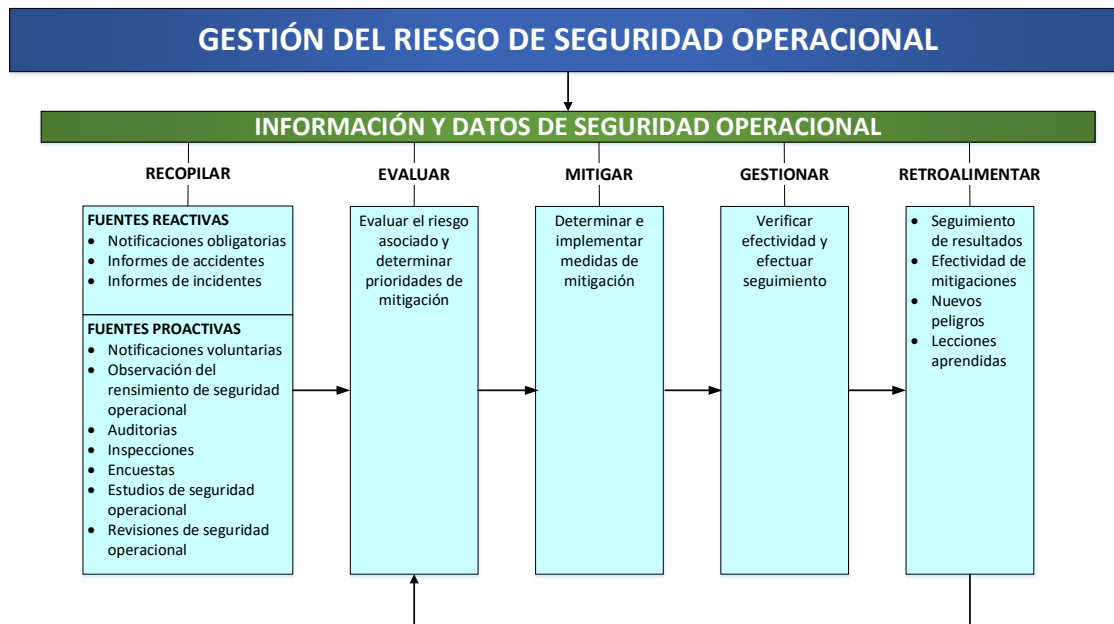 GESTIÓN DEL RIESGO DE SEGURIDAD OPERACIONAL
INFORMACIÓN Y DATOS DE SEGURIDAD OPERACIONAL
RECOPILAR
FUENTES REACTIVAS
• Notificaciones obligatorias
• Informes de accidentes
• Informes de incidentes
FUENTES PROACTIVAS
• Notificaciones voluntarias
• Observación del
rensimiento de seguridad
operacional
• Auditorias
• Inspecciones
• Encuestas
• Estudios de seguridad
operacional
• Revisiones de seguridad
operacional
EVALUAR
Evaluar el riesgo
asociado y
determinar
prioridades de
mitigación
MITIGAR
Determinar e
implementar
medidas de
mitigación
GESTIONAR
Verificar
efectividad y
efectuar
seguimiento
RETROALIMENTAR
• Seguimiento
de resultados
• Efectividad de
mitigaciones
• Nuevos
peligros
• Lecciones
aprendidas